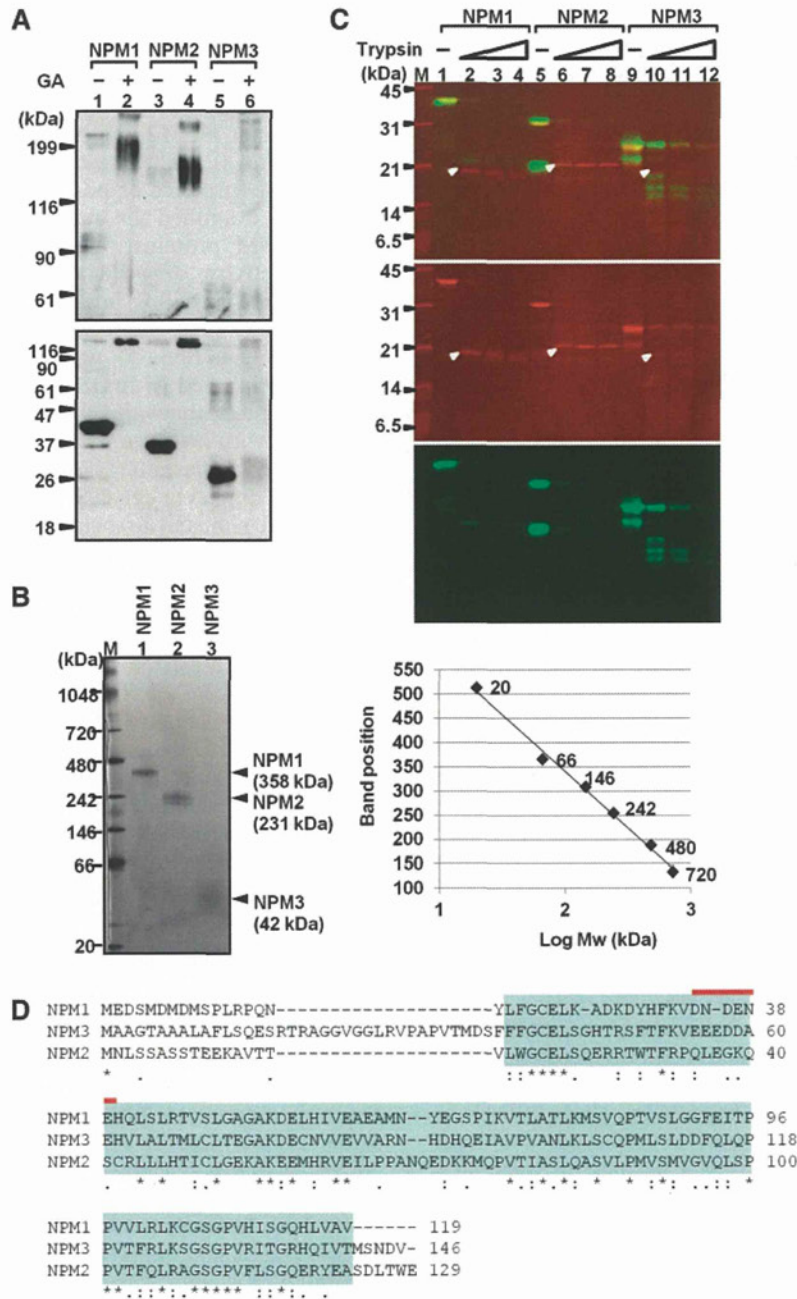 A
NPM1 NPM2 NPM3
GA - + - + - +
1 2 3 4 5 6
(kDa)
199
116
90
61
116
90
61
47
37
26
18
B
NPM1
NPM2
NPM3
(kDa) M 1 2 3
1048
720
480
242
146
66
20
NPM1
(358 kDa)
NPM2
(231 kDa)
NPM3
(42 kDa)
C
NPM1 NPM2 NPM3
Trypsin - - -
(kDa) M 1 2 3 4 5 6 7 8 9 10 11 12
45
31
21
14
6.5
45
31
21
14
6.5
Band position
550
500
450
400
350
300
250
200
150
100
20
66
146
242
480
720
1 2 3
Log Mw (kDa)
D
NPM1 MEDSMDMDMSPLRPQN------------------YLFGCELK-ADKDYHFKVDN-DEN 38
NPM3 MAAGTAAALAFLSQESRTRAGGVGGLRVPAPVTMDSFFFGCELSGHTRSFTFKVEEEDDA 60
NPM2 MNLSSASSTEEKAVTT------------------VLWGCELSQERRTWTFRPQLEGKQ 40
NPM1 EHQLSLRTVSLGAGAKDELHIVEAEAMN--YEGSPIKVTLATLKMSVQPTVSLGGFEITP 96
NPM3 EHVLALTMLCLTEGAKDECNVVEVVARN--HDHQEIAVPVANLKLSCQPMLSLDDFQLQP 118
NPM2 SCRLLLHTICLGEKAKEEMHRVEILPPANQEDKKMQPVTIASLQASVLPMVSMVGVQLSP 100
NPM1 PVVLRLKCGSGPVHISGQHLVAV------- 119
NPM3 PVTFRLKSGSGPVRITGRHQIVTMSNDV- 146
NPM2 PVTFQLRAGSGPVFLSGQERYEASDLTWE 129